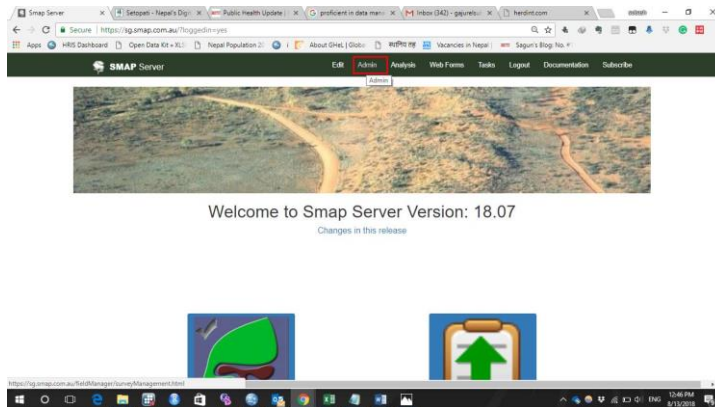 Smap Server
Setopati - Nepal's Dig
Public Health Update |
proficient in data man
Inbox (342) - gajurels
herdint.com
Secure | https://sg.smap.com.au/?loggedin=yes
Apps
HRIS Dashboard
Open Data Kit + XLS
Nepal Population 20
About GHeL | Global
स्थानिय तह
Vacancies in Nepal |
Sagun's Blog: No. #
SMAP Server
Edit
Admin
Analysis
Web Forms
Tasks
Logout
Documentation
Subscribe
Admin
Welcome to Smap Server Version: 18.07
Changes in this release
https://sg.smap.com.au/fieldManager/surveyManagement.html
ENG
12:46 PM
8/13/2018